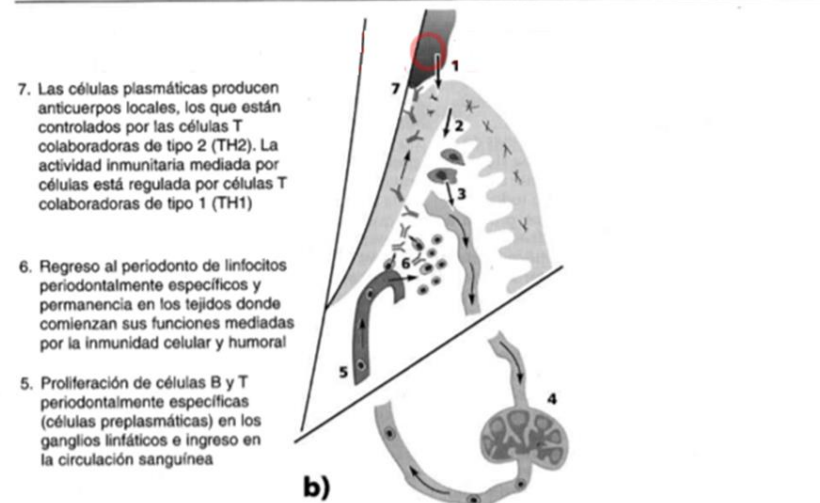 7. Las células plasmáticas producen
anticuerpos locales, los que están
controlados por las células T
colaboradoras de tipo 2 (TH2). La
actividad inmunitaria mediada por
células está regulada por células T
colaboradoras de tipo 1 (TH1)
6. Regreso al periodonto de linfocitos
periodontalmente específicos y
permanencia en los tejidos donde
comienzan sus funciones mediadas
por la inmunidad celular y humoral
5. Proliferación de células B y T
periodontalmente específicas
(células preplasmáticas) en los
ganglios linfáticos e ingreso en
la circulación sanguínea
1
7
2
3
6
5
4
b)